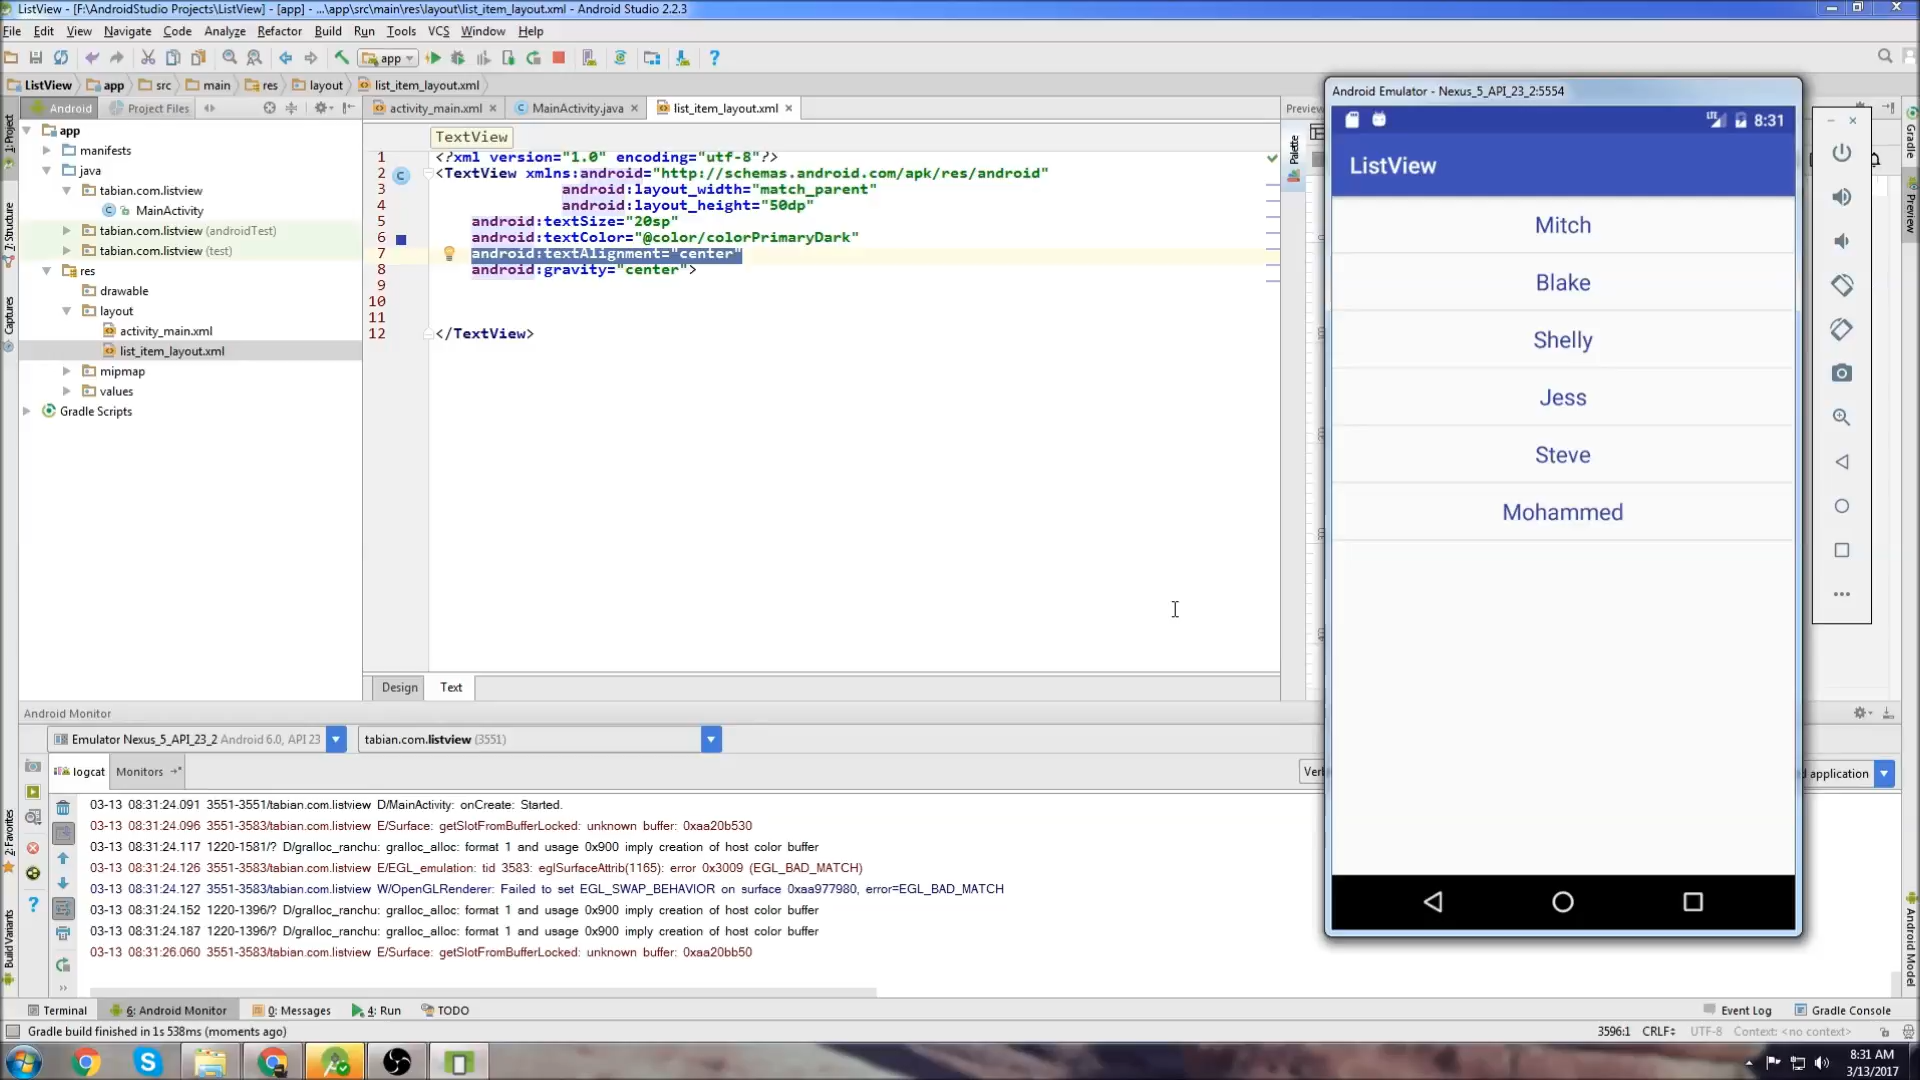 ListView - [F:\AndroidStudio Projects\ListView] - [app] - ...\app\src\main\res\layout\list_item_layout.xml - Android Studio 2.2.3
File Edit View Navigate Code Analyze Refactor Build Run Tools VCS Window Help
app
ListView app src main res layout list_item_layout.xml
Android Project Files
activity_main.xml MainActivity.java list_item_layout.xml
Preview
1: Project
7: Structure
Captures
2: Favorites
Build Variants
app
manifests
java
tabian.com.listview
MainActivity
tabian.com.listview (androidTest)
tabian.com.listview (test)
res
drawable
layout
activity_main.xml
list_item_layout.xml
mipmap
values
Gradle Scripts
TextView
1 <?xml version="1.0" encoding="utf-8"?>
2 <TextView xmlns:android="http://schemas.android.com/apk/res/android"
3 android:layout_width="match_parent"
4 android:layout_height="50dp"
5 android:textSize="20sp"
6 android:textColor="@color/colorPrimaryDark"
7 android:textAlignment="center"
8 android:gravity="center">
9
10
11
12 </TextView>
Design Text
Palette
Android Emulator - Nexus_5_API_23_2:5554
LTE 8:31
ListView
Mitch
Blake
Shelly
Jess
Steve
Mohammed
Gradle
Preview
Android Model
Android Monitor
Emulator Nexus_5_API_23_2 Android 6.0, API 23 tabian.com.listview (3551)
logcat Monitors
application
03-13 08:31:24.091 3551-3551/tabian.com.listview D/MainActivity: onCreate: Started.
03-13 08:31:24.096 3551-3583/tabian.com.listview E/Surface: getSlotFromBufferLocked: unknown buffer: 0xaa20b530
03-13 08:31:24.117 1220-1581/? D/gralloc_ranchu: gralloc_alloc: format 1 and usage 0x900 imply creation of host color buffer
03-13 08:31:24.126 3551-3583/tabian.com.listview E/EGL_emulation: tid 3583: eglSurfaceAttrib(1165): error 0x3009 (EGL_BAD_MATCH)
03-13 08:31:24.127 3551-3583/tabian.com.listview W/OpenGLRenderer: Failed to set EGL_SWAP_BEHAVIOR on surface 0xaa977980, error=EGL_BAD_MATCH
03-13 08:31:24.152 1220-1396/? D/gralloc_ranchu: gralloc_alloc: format 1 and usage 0x900 imply creation of host color buffer
03-13 08:31:24.187 1220-1396/? D/gralloc_ranchu: gralloc_alloc: format 1 and usage 0x900 imply creation of host color buffer
03-13 08:31:26.060 3551-3583/tabian.com.listview E/Surface: getSlotFromBufferLocked: unknown buffer: 0xaa20bb50
Terminal 6: Android Monitor 0: Messages 4: Run TODO Event Log Gradle Console
Gradle build finished in 1s 538ms (moments ago) 3596:1 CRLF UTF-8 Context: <no context>
8:31 AM
3/13/2017